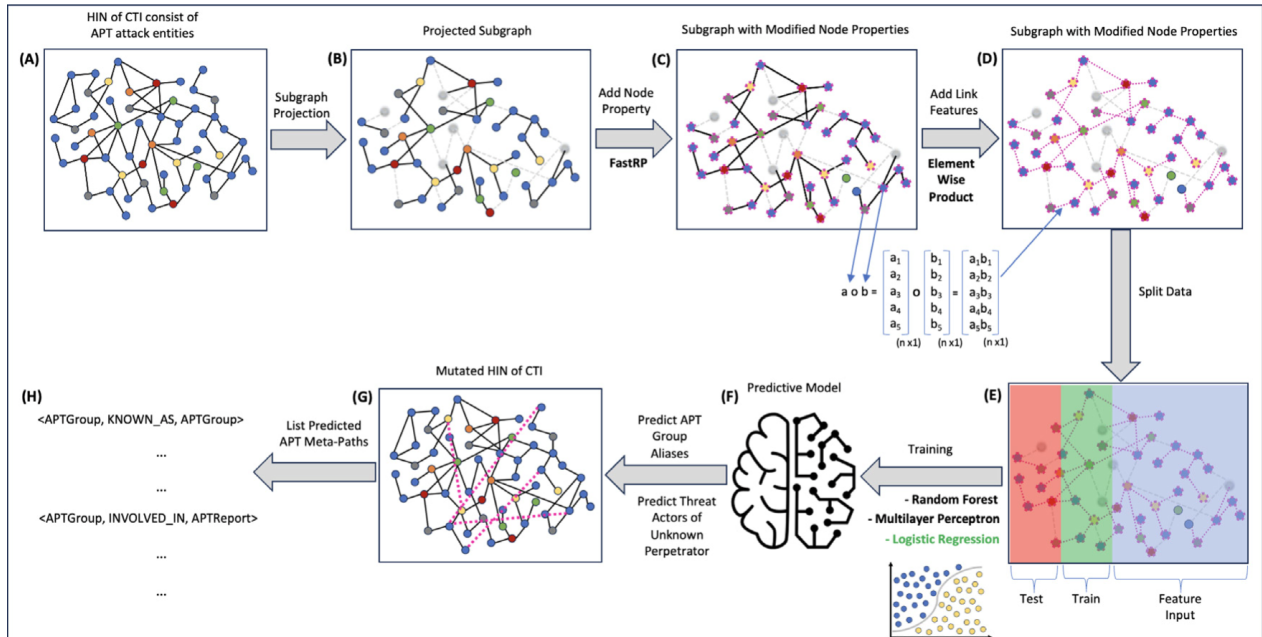 HIN of CTI consist of
APT attack entities
(A)
Subgraph
Projection
Projected Subgraph
(B)
Add Node
Property
FastRP
Subgraph with Modified Node Properties
(C)
Add Link
Features
Element
Wise
Product
Subgraph with Modified Node Properties
(D)
a o b =
a1
a2
a3
a4
a5
(n x1)
o
b1
b2
b3
b4
b5
(n x1)
=
a1b1
a2b2
a3b3
a4b4
a5b5
(n x1)
Split Data
(E)
Test
Train
Feature
Input
Training
- Random Forest
- Multilayer Perceptron
- Logistic Regression
Predictive Model
(F)
Predict APT
Group
Aliases
Predict Threat
Actors of
Unknown
Perpetrator
Mutated HIN of CTI
(G)
List Predicted
APT Meta-Paths
(H)
<APTGroup, KNOWN_AS, APTGroup>
...
...
<APTGroup, INVOLVED_IN, APTReport>
...
...